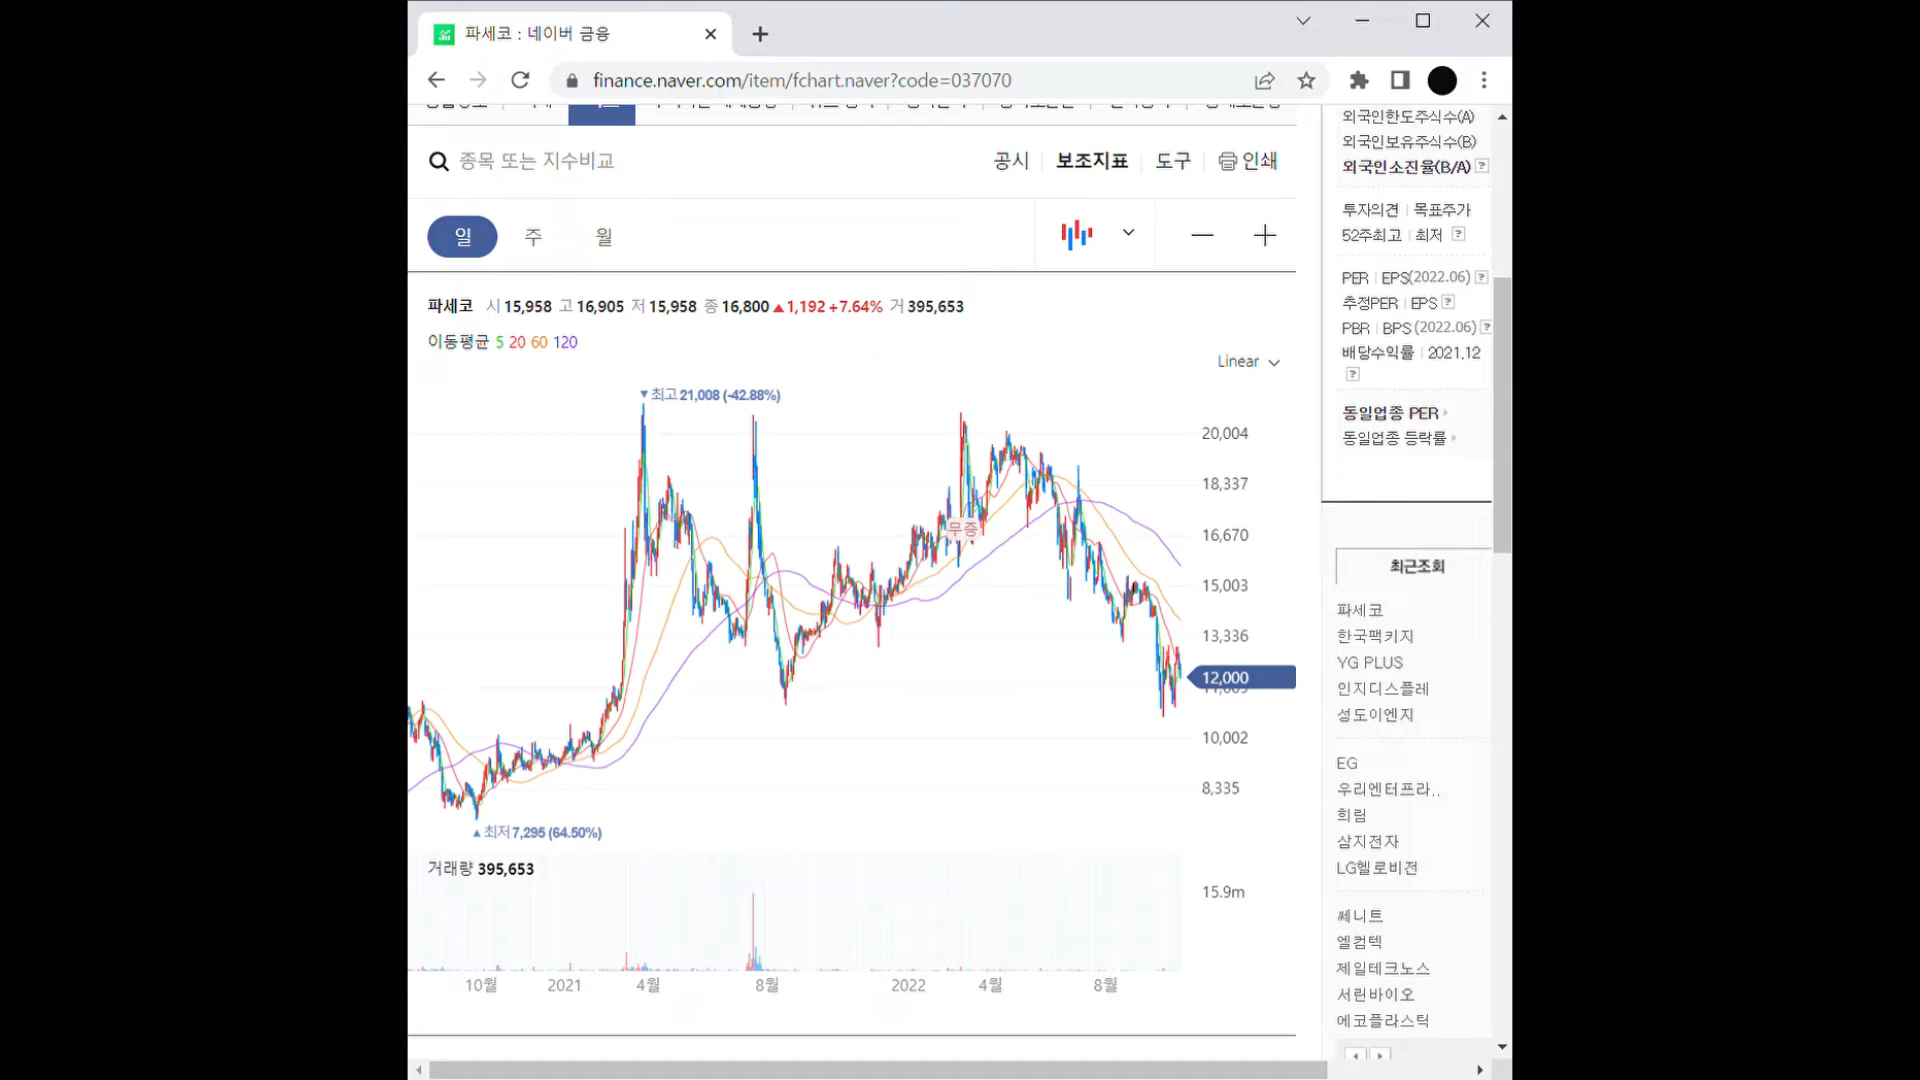 파세코 : 네이버 금융
finance.naver.com/item/fchart.naver?code=037070
종목 또는 지수비교
공시 보조지표 도구 인쇄
일 주 월
파세코 시 15,958 고 16,905 저 15,958 종 16,800 ▲1,192 +7.64% 거 395,653
이동평균 5 20 60 120
Linear
▼최고 21,008 (-42.88%)
20,004
18,337
16,670
무증
15,003
13,336
12,000
10,002
8,335
▲최저 7,295 (64.50%)
거래량 395,653
15.9m
10월 2021 4월 8월 2022 4월 8월
외국인한도주식수(A)
외국인보유주식수(B)
외국인소진율(B/A) ?
투자의견 | 목표주가
52주최고 | 최저 ?
PER | EPS(2022.06) ?
추정PER | EPS ?
PBR | BPS (2022.06) ?
배당수익률 | 2021.12
?
동일업종 PER
동일업종 등락률
최근조회
파세코
한국팩키지
YG PLUS
인지디스플레
성도이엔지
EG
우리엔터프라..
희림
삼지전자
LG헬로비전
쎄니트
엘컴텍
제일테크노스
서린바이오
에코플라스틱